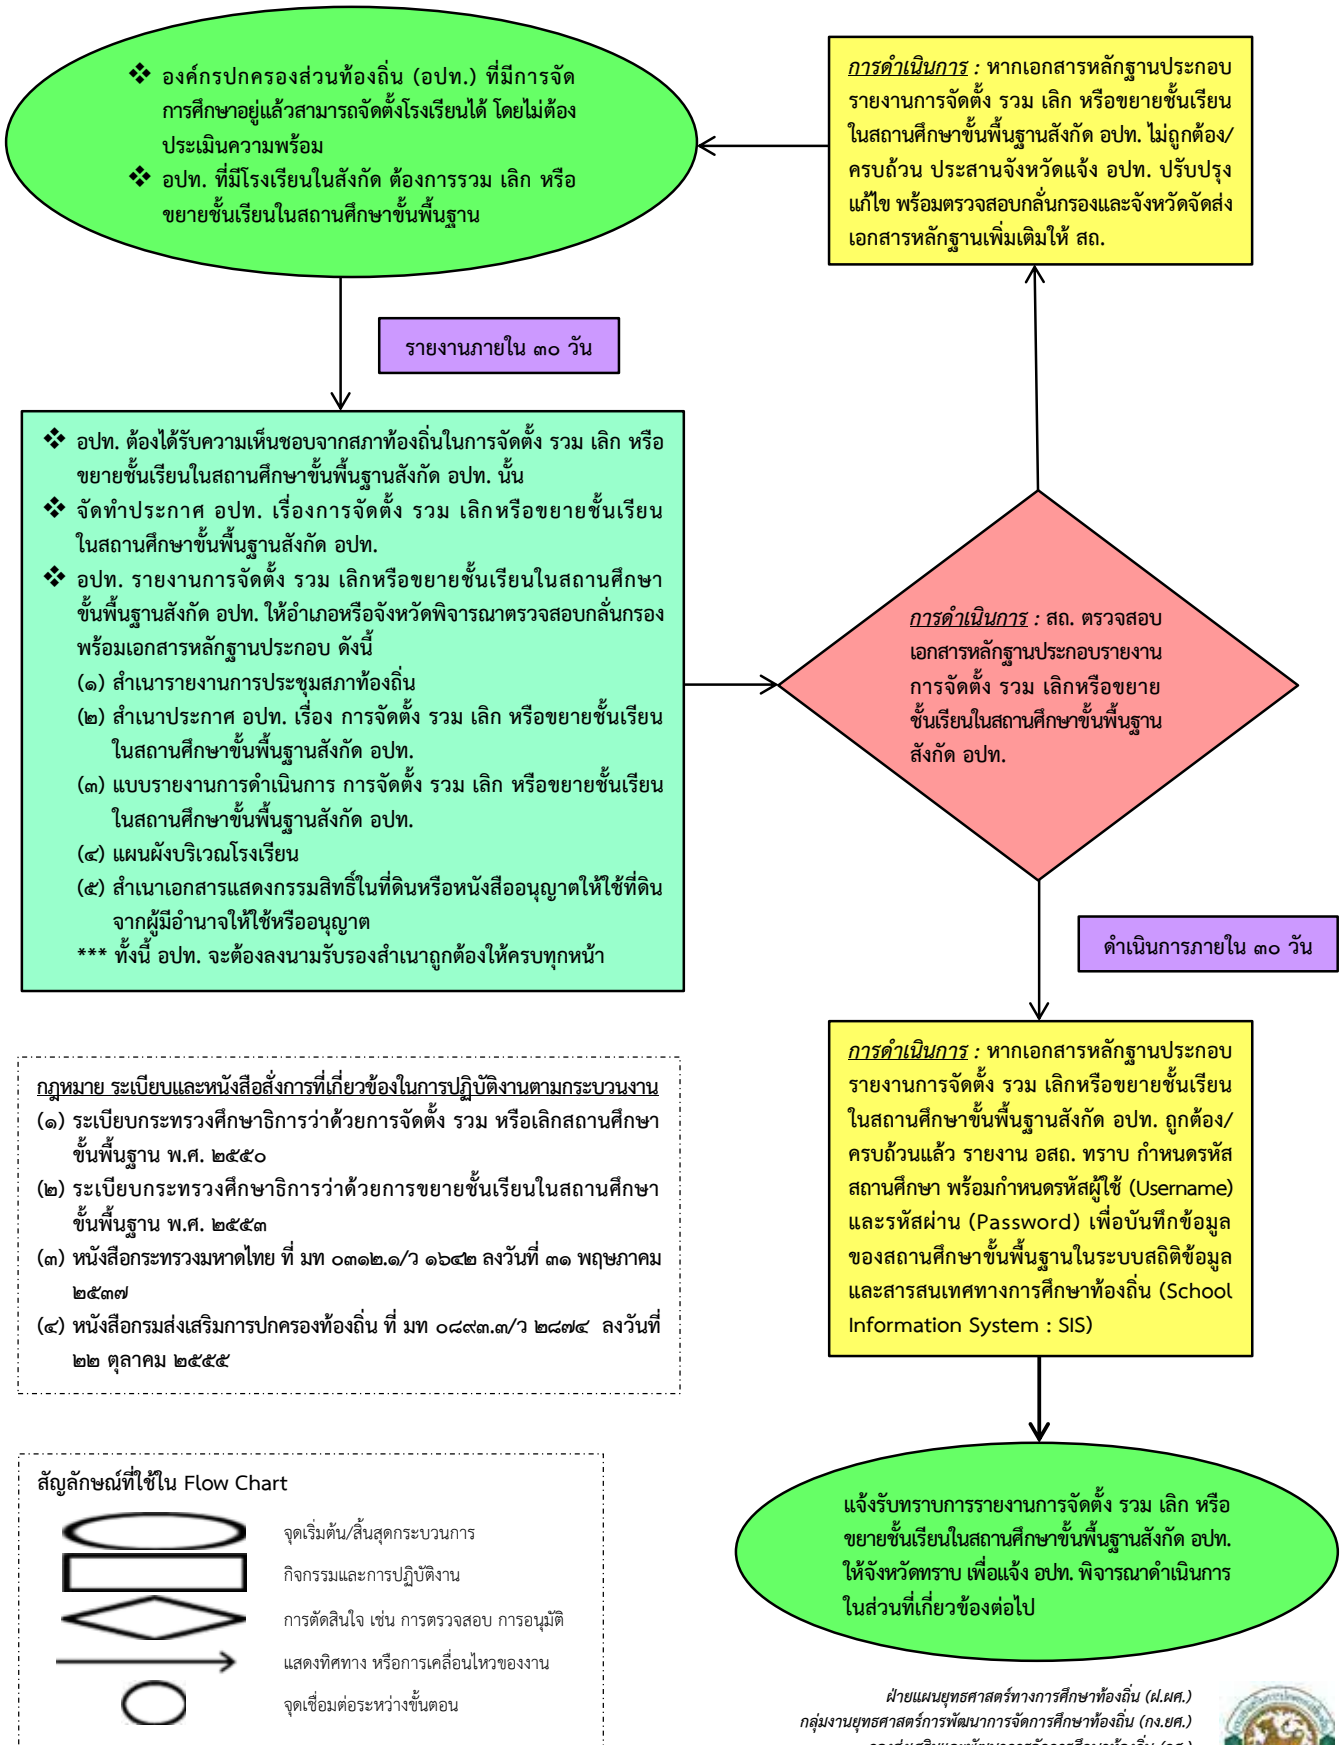 ❖ องค์กรปกครองส่วนท้องถิ่น (อปท.) ที่มีการจัด
การศึกษาอยู่แล้วสามารถจัดตั้งโรงเรียนได้ โดยไม่ต้อง
ประเมินความพร้อม
❖ อปท. ที่มีโรงเรียนในสังกัด ต้องการรวม เลิก หรือ
ขยายชั้นเรียนในสถานศึกษาขั้นพื้นฐาน
การดำเนินการ : หากเอกสารหลักฐานประกอบ
รายงานการจัดตั้ง รวม เลิก หรือขยายชั้นเรียน
ในสถานศึกษาขั้นพื้นฐานสังกัด อปท. ไม่ถูกต้อง/
ครบถ้วน ประสานจังหวัดแจ้ง อปท. ปรับปรุง
แก้ไข พร้อมตรวจสอบกลั่นกรองและจังหวัดจัดส่ง
เอกสารหลักฐานเพิ่มเติมให้ สถ.
รายงานภายใน ๓๐ วัน
❖ อปท. ต้องได้รับความเห็นชอบจากสภาท้องถิ่นในการจัดตั้ง รวม เลิก หรือ
ขยายชั้นเรียนในสถานศึกษาขั้นพื้นฐานสังกัด อปท. นั้น
❖ จัดทำประกาศ อปท. เรื่องการจัดตั้ง รวม เลิกหรือขยายชั้นเรียน
ในสถานศึกษาขั้นพื้นฐานสังกัด อปท.
❖ อปท. รายงานการจัดตั้ง รวม เลิกหรือขยายชั้นเรียนในสถานศึกษา
ขั้นพื้นฐานสังกัด อปท. ให้อำเภอหรือจังหวัดพิจารณาตรวจสอบกลั่นกรอง
พร้อมเอกสารหลักฐานประกอบ ดังนี้
(๑) สำเนารายงานการประชุมสภาท้องถิ่น
(๒) สำเนาประกาศ อปท. เรื่อง การจัดตั้ง รวม เลิก หรือขยายชั้นเรียน
ในสถานศึกษาขั้นพื้นฐานสังกัด อปท.
(๓) แบบรายงานการดำเนินการ การจัดตั้ง รวม เลิก หรือขยายชั้นเรียน
ในสถานศึกษาขั้นพื้นฐานสังกัด อปท.
(๔) แผนผังบริเวณโรงเรียน
(๕) สำเนาเอกสารแสดงกรรมสิทธิ์ในที่ดินหรือหนังสืออนุญาตให้ใช้ที่ดิน
จากผู้มีอำนาจให้ใช้หรืออนุญาต
*** ทั้งนี้ อปท. จะต้องลงนามรับรองสำเนาถูกต้องให้ครบทุกหน้า
การดำเนินการ : สถ. ตรวจสอบ
เอกสารหลักฐานประกอบรายงาน
การจัดตั้ง รวม เลิกหรือขยาย
ชั้นเรียนในสถานศึกษาขั้นพื้นฐาน
สังกัด อปท.
ดำเนินการภายใน ๓๐ วัน
การดำเนินการ : หากเอกสารหลักฐานประกอบ
รายงานการจัดตั้ง รวม เลิกหรือขยายชั้นเรียน
ในสถานศึกษาขั้นพื้นฐานสังกัด อปท. ถูกต้อง/
ครบถ้วนแล้ว รายงาน อสถ. ทราบ กำหนดรหัส
สถานศึกษา พร้อมกำหนดรหัสผู้ใช้ (Username)
และรหัสผ่าน (Password) เพื่อบันทึกข้อมูล
ของสถานศึกษาขั้นพื้นฐานในระบบสถิติข้อมูล
และสารสนเทศทางการศึกษาท้องถิ่น (School
Information System : SIS)
กฎหมาย ระเบียบและหนังสือสั่งการที่เกี่ยวข้องในการปฏิบัติงานตามกระบวนงาน
(๑) ระเบียบกระทรวงศึกษาธิการว่าด้วยการจัดตั้ง รวม หรือเลิกสถานศึกษา
ขั้นพื้นฐาน พ.ศ. ๒๕๕๐
(๒) ระเบียบกระทรวงศึกษาธิการว่าด้วยการขยายชั้นเรียนในสถานศึกษา
ขั้นพื้นฐาน พ.ศ. ๒๕๕๓
(๓) หนังสือกระทรวงมหาดไทย ที่ มท ๐๓๑๒.๑/ว ๑๖๔๒ ลงวันที่ ๓๑ พฤษภาคม
๒๕๓๗
(๔) หนังสือกรมส่งเสริมการปกครองท้องถิ่น ที่ มท ๐๘๙๓.๓/ว ๒๘๗๔ ลงวันที่
๒๒ ตุลาคม ๒๕๕๕
สัญลักษณ์ที่ใช้ใน Flow Chart
จุดเริ่มต้น/สิ้นสุดกระบวนการ
กิจกรรมและการปฏิบัติงาน
การตัดสินใจ เช่น การตรวจสอบ การอนุมัติ
แสดงทิศทาง หรือการเคลื่อนไหวของงาน
จุดเชื่อมต่อระหว่างขั้นตอน
แจ้งรับทราบการรายงานการจัดตั้ง รวม เลิก หรือ
ขยายชั้นเรียนในสถานศึกษาขั้นพื้นฐานสังกัด อปท.
ให้จังหวัดทราบ เพื่อแจ้ง อปท. พิจารณาดำเนินการ
ในส่วนที่เกี่ยวข้องต่อไป
ฝ่ายแผนยุทธศาสตร์ทางการศึกษาท้องถิ่น (ฝ.ผศ.)
กลุ่มงานยุทธศาสตร์การพัฒนาการจัดการศึกษาท้องถิ่น (กง.ยศ.)